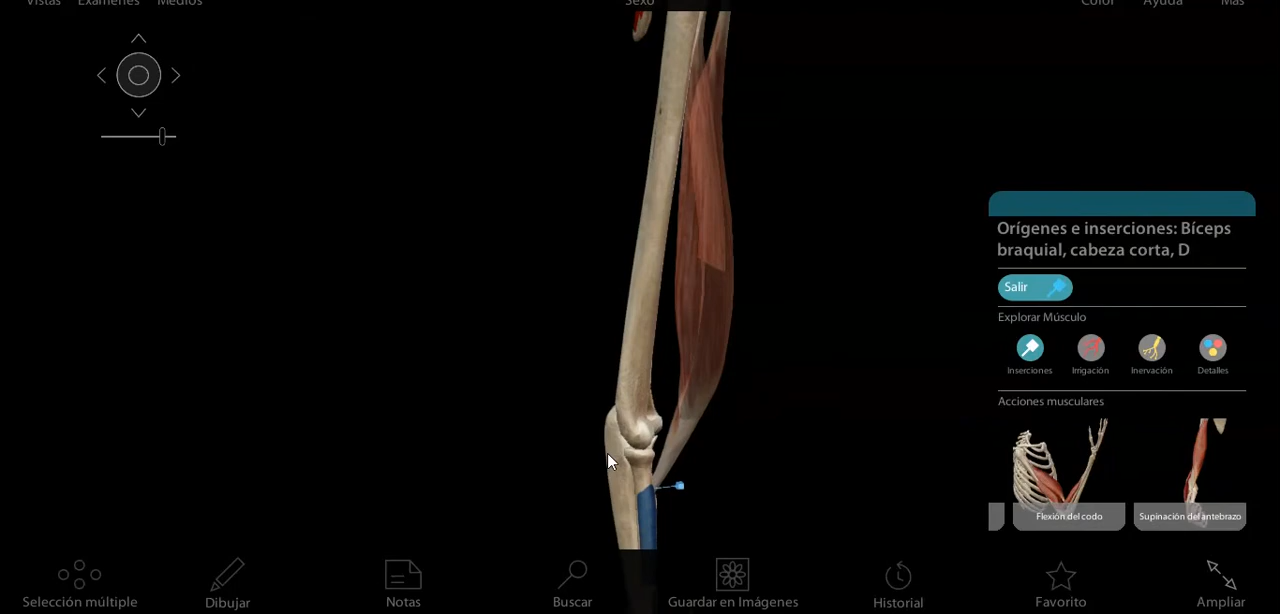 Vistas Exámenes Medios Sexo Color Ayuda Más
Orígenes e inserciones: Bíceps
braquial, cabeza corta, D
Salir
Explorar Músculo
Inserciones Irrigación Inervación Detalles
Acciones musculares
Flexión del codo Supinación del antebrazo
Selección múltiple Dibujar Notas Buscar Guardar en Imágenes Historial Favorito Ampliar